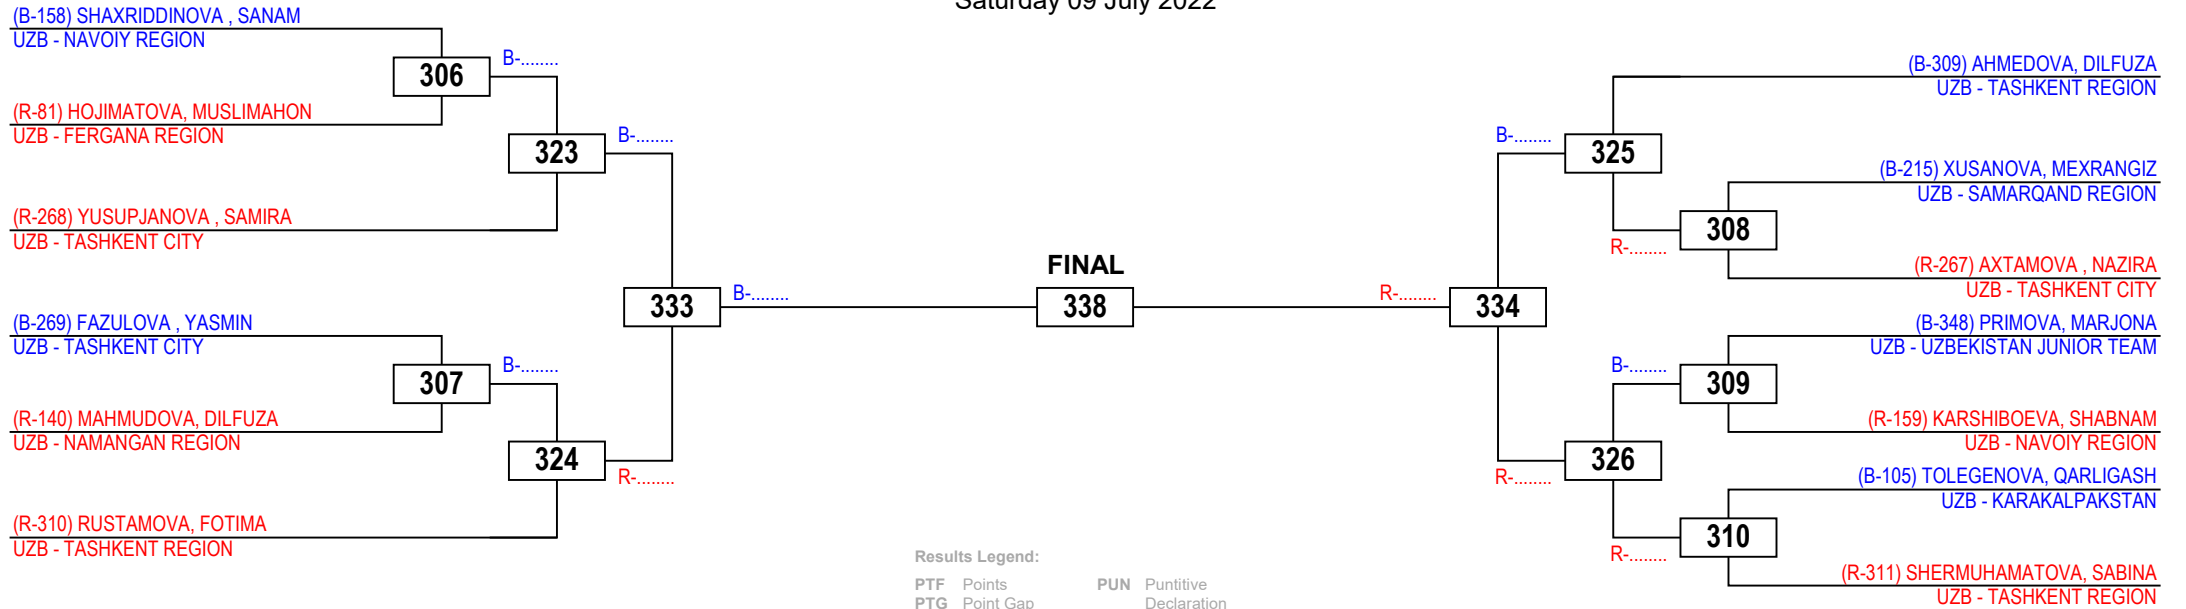 Saturday 09 July 2022
(B-158) SHAXRIDDINOVA , SANAM
UZB - NAVOIY REGION
306
B-........
(R-81) HOJIMATOVA, MUSLIMAHON
UZB - FERGANA REGION
323
B-........
(R-268) YUSUPJANOVA , SAMIRA
UZB - TASHKENT CITY
333
B-........
(B-269) FAZULOVA , YASMIN
UZB - TASHKENT CITY
307
B-........
(R-140) MAHMUDOVA, DILFUZA
UZB - NAMANGAN REGION
324
R-........
(R-310) RUSTAMOVA, FOTIMA
UZB - TASHKENT REGION
FINAL
338
(B-309) AHMEDOVA, DILFUZA
UZB - TASHKENT REGION
B-........
325
(B-215) XUSANOVA, MEXRANGIZ
UZB - SAMARQAND REGION
R-........
308
(R-267) AXTAMOVA , NAZIRA
UZB - TASHKENT CITY
R-........
334
(B-348) PRIMOVA, MARJONA
UZB - UZBEKISTAN JUNIOR TEAM
B-........
309
(R-159) KARSHIBOEVA, SHABNAM
UZB - NAVOIY REGION
R-........
326
(B-105) TOLEGENOVA, QARLIGASH
UZB - KARAKALPAKSTAN
R-........
310
(R-311) SHERMUHAMATOVA, SABINA
UZB - TASHKENT REGION
Results Legend:
PTF Points PUN Puntitive
PTG Point Gap Declaration